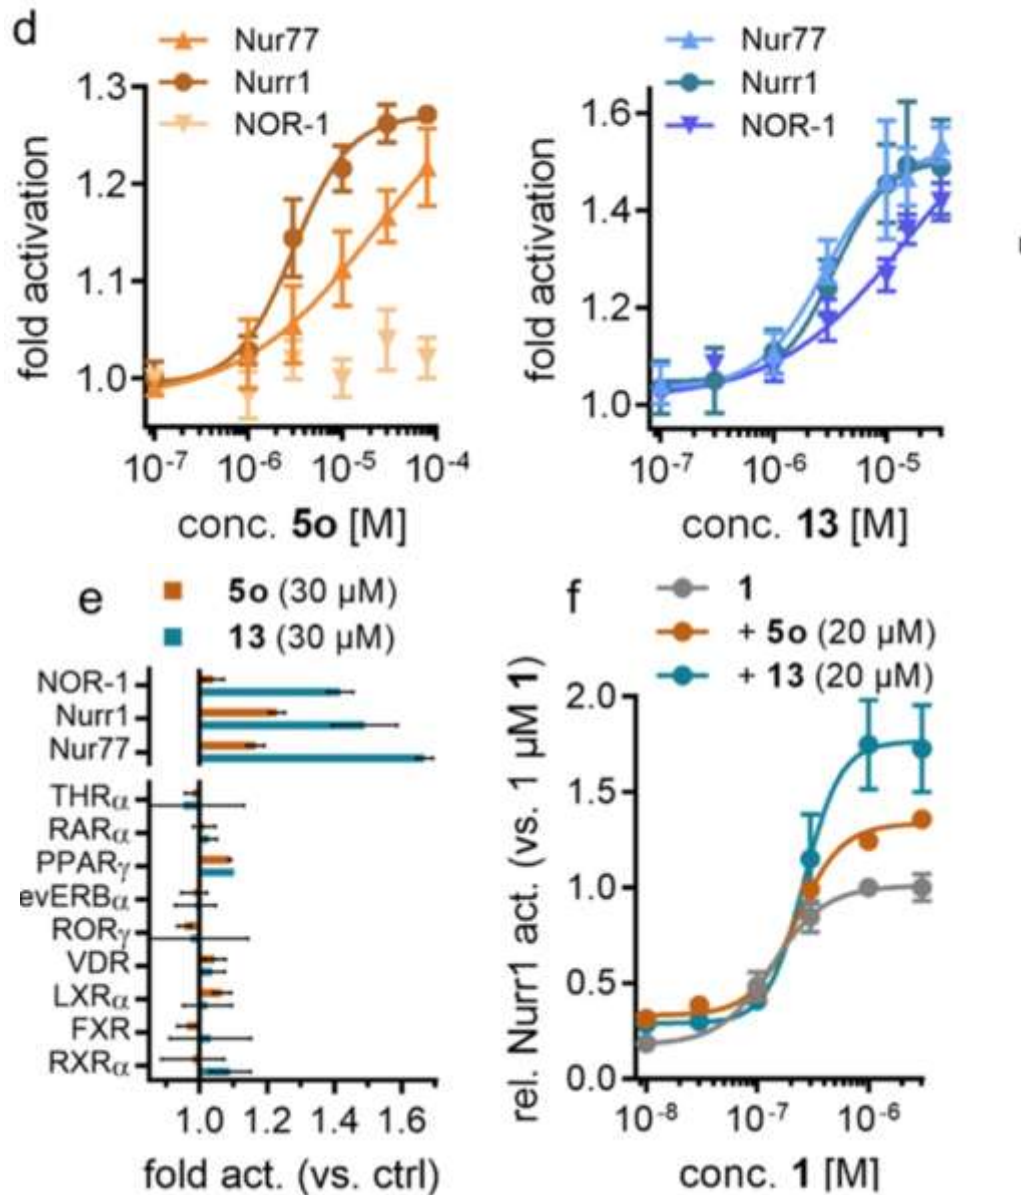 d
Nur77
Nurr1
NOR-1
1.3
1.2
1.1
1.0
fold activation
10-7
10-6
10-5
10-4
conc. 5o [M]
Nur77
Nurr1
NOR-1
1.6
1.4
1.2
1.0
fold activation
10-7
10-6
10-5
conc. 13 [M]
e
5o (30 µM)
13 (30 µM)
NOR-1
Nurr1
Nur77
THRα
RARα
PPARγ
evERBα
RORγ
VDR
LXRα
FXR
RXRα
1.0 1.2 1.4 1.6
fold act. (vs. ctrl)
f
1
+ 5o (20 µM)
+ 13 (20 µM)
2.0
1.5
1.0
0.5
0.0
rel. Nurr1 act. (vs. 1 µM 1)
10-8
10-7
10-6
conc. 1 [M]